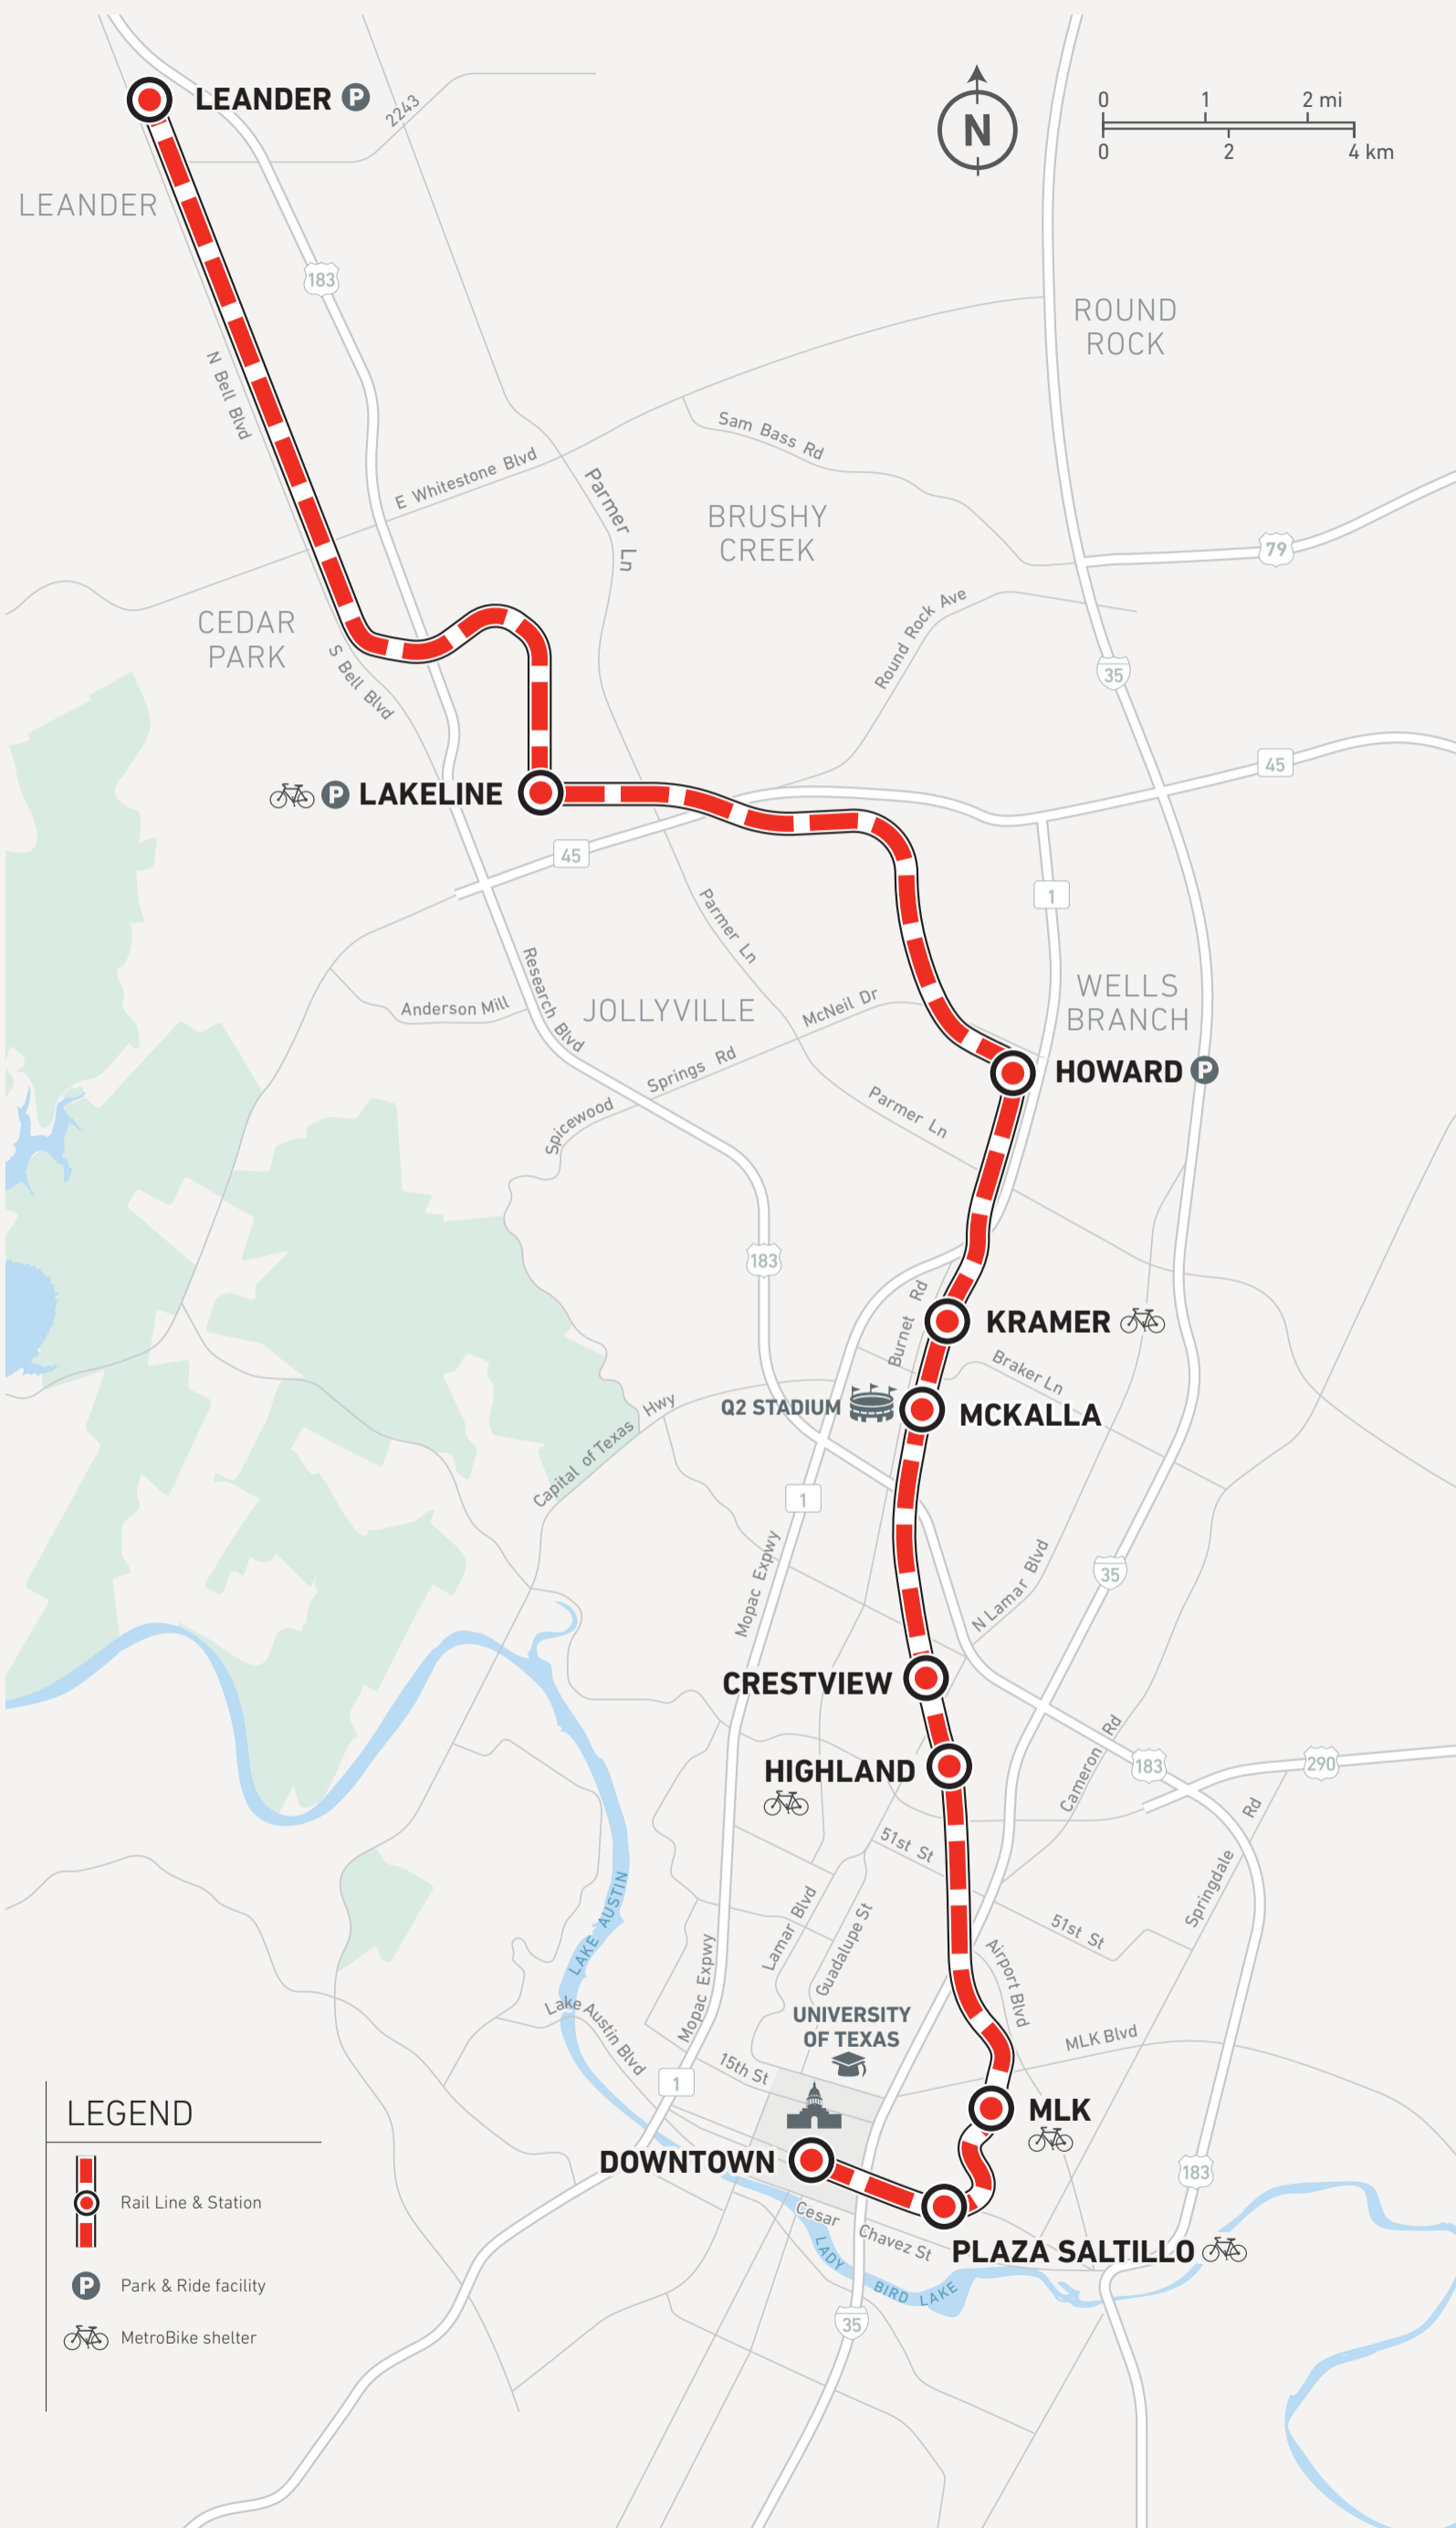 LEANDER P
2243
N
0 1 2 mi
0 2 4 km
LEANDER
183
ROUND
ROCK
N Bell Blvd
Sam Bass Rd
E Whitestone Blvd
Parmer Ln
BRUSHY
CREEK
79
CEDAR
PARK
Round Rock Ave
S Bell Blvd
35
45
P LAKELINE
45
1
Parmer Ln
Research Blvd
WELLS
BRANCH
Anderson Mill
JOLLYVILLE
McNeil Dr
Springs Rd
Spicewood
HOWARD P
Parmer Ln
183
Burnet Rd
KRAMER
Braker Ln
Q2 STADIUM
MCKALLA
Capital of Texas Hwy
1
Mopac Expwy
35
N Lamar Blvd
CRESTVIEW
HIGHLAND
Cameron Rd
183
290
51st St
Springdale Rd
LAKE AUSTIN
Lamar Blvd
Guadalupe St
51st St
Airport Blvd
Mopac Expwy
Lake Austin Blvd
UNIVERSITY
OF TEXAS
MLK Blvd
15th St
1
MLK
DOWNTOWN
183
Cesar Chavez St
PLAZA SALTILLO
LADY BIRD LAKE
35
LEGEND
Rail Line & Station
P Park & Ride facility
MetroBike shelter